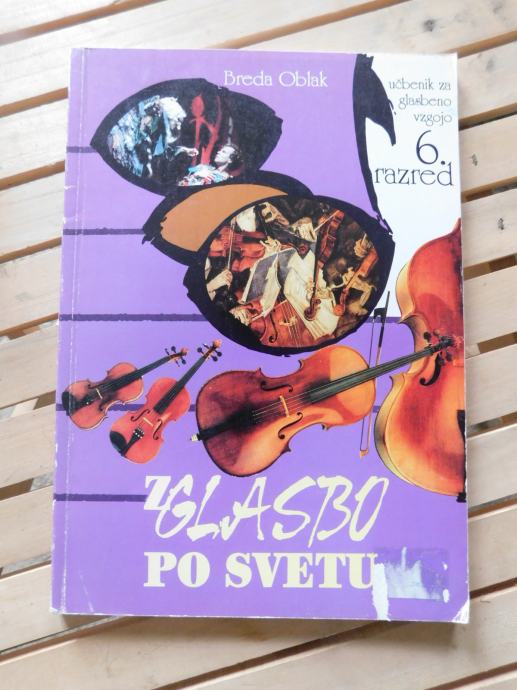 Breda Oblak
učbenik za
glasbeno
vzgojo
6.
razred
Z GLASBO
PO SVETU